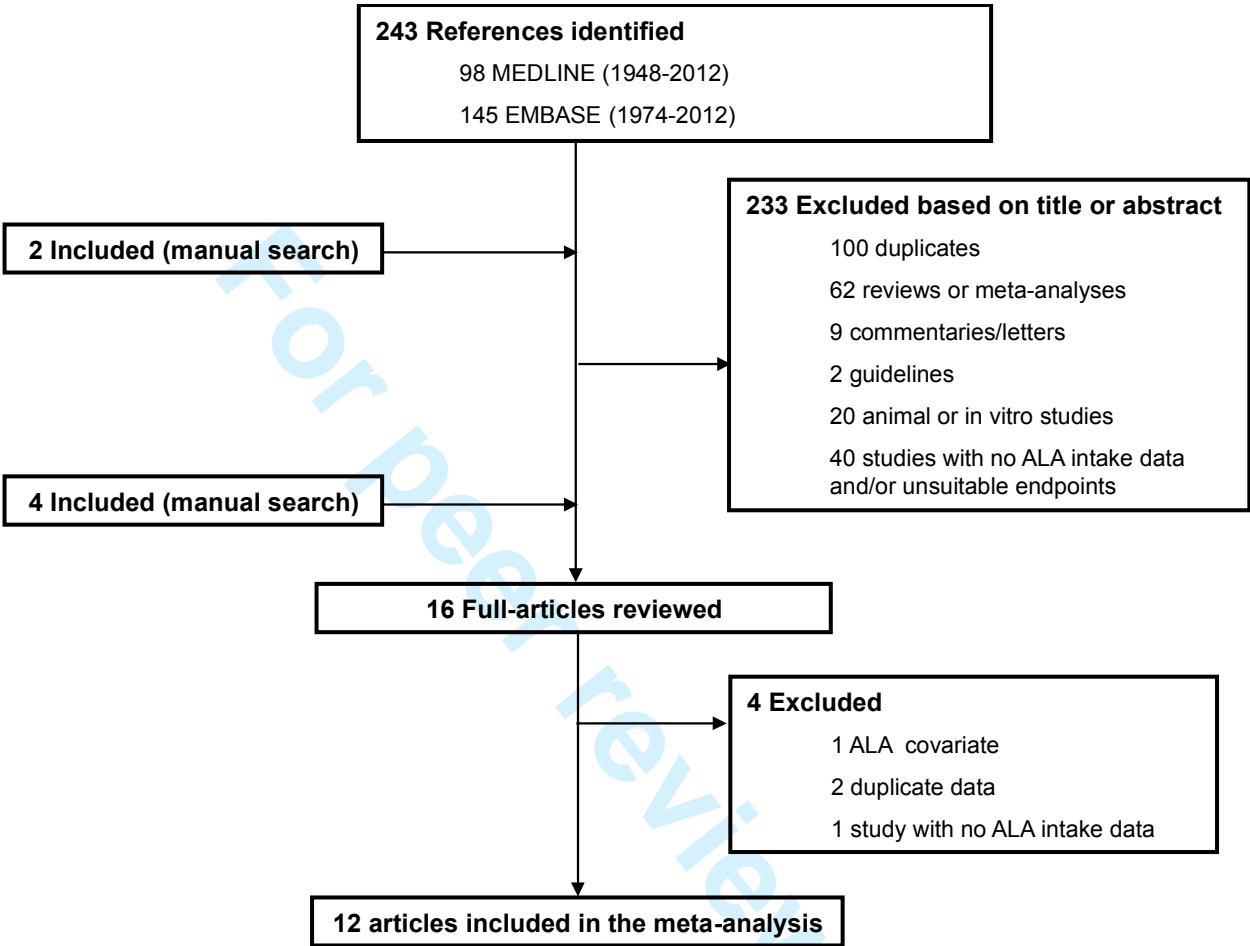 243 References identified
98 MEDLINE (1948-2012)
145 EMBASE (1974-2012)
2 Included (manual search)
233 Excluded based on title or abstract
100 duplicates
62 reviews or meta-analyses
9 commentaries/letters
2 guidelines
20 animal or in vitro studies
40 studies with no ALA intake data
and/or unsuitable endpoints
4 Included (manual search)
16 Full-articles reviewed
4 Excluded
1 ALA covariate
2 duplicate data
1 study with no ALA intake data
12 articles included in the meta-analysis
For peer review